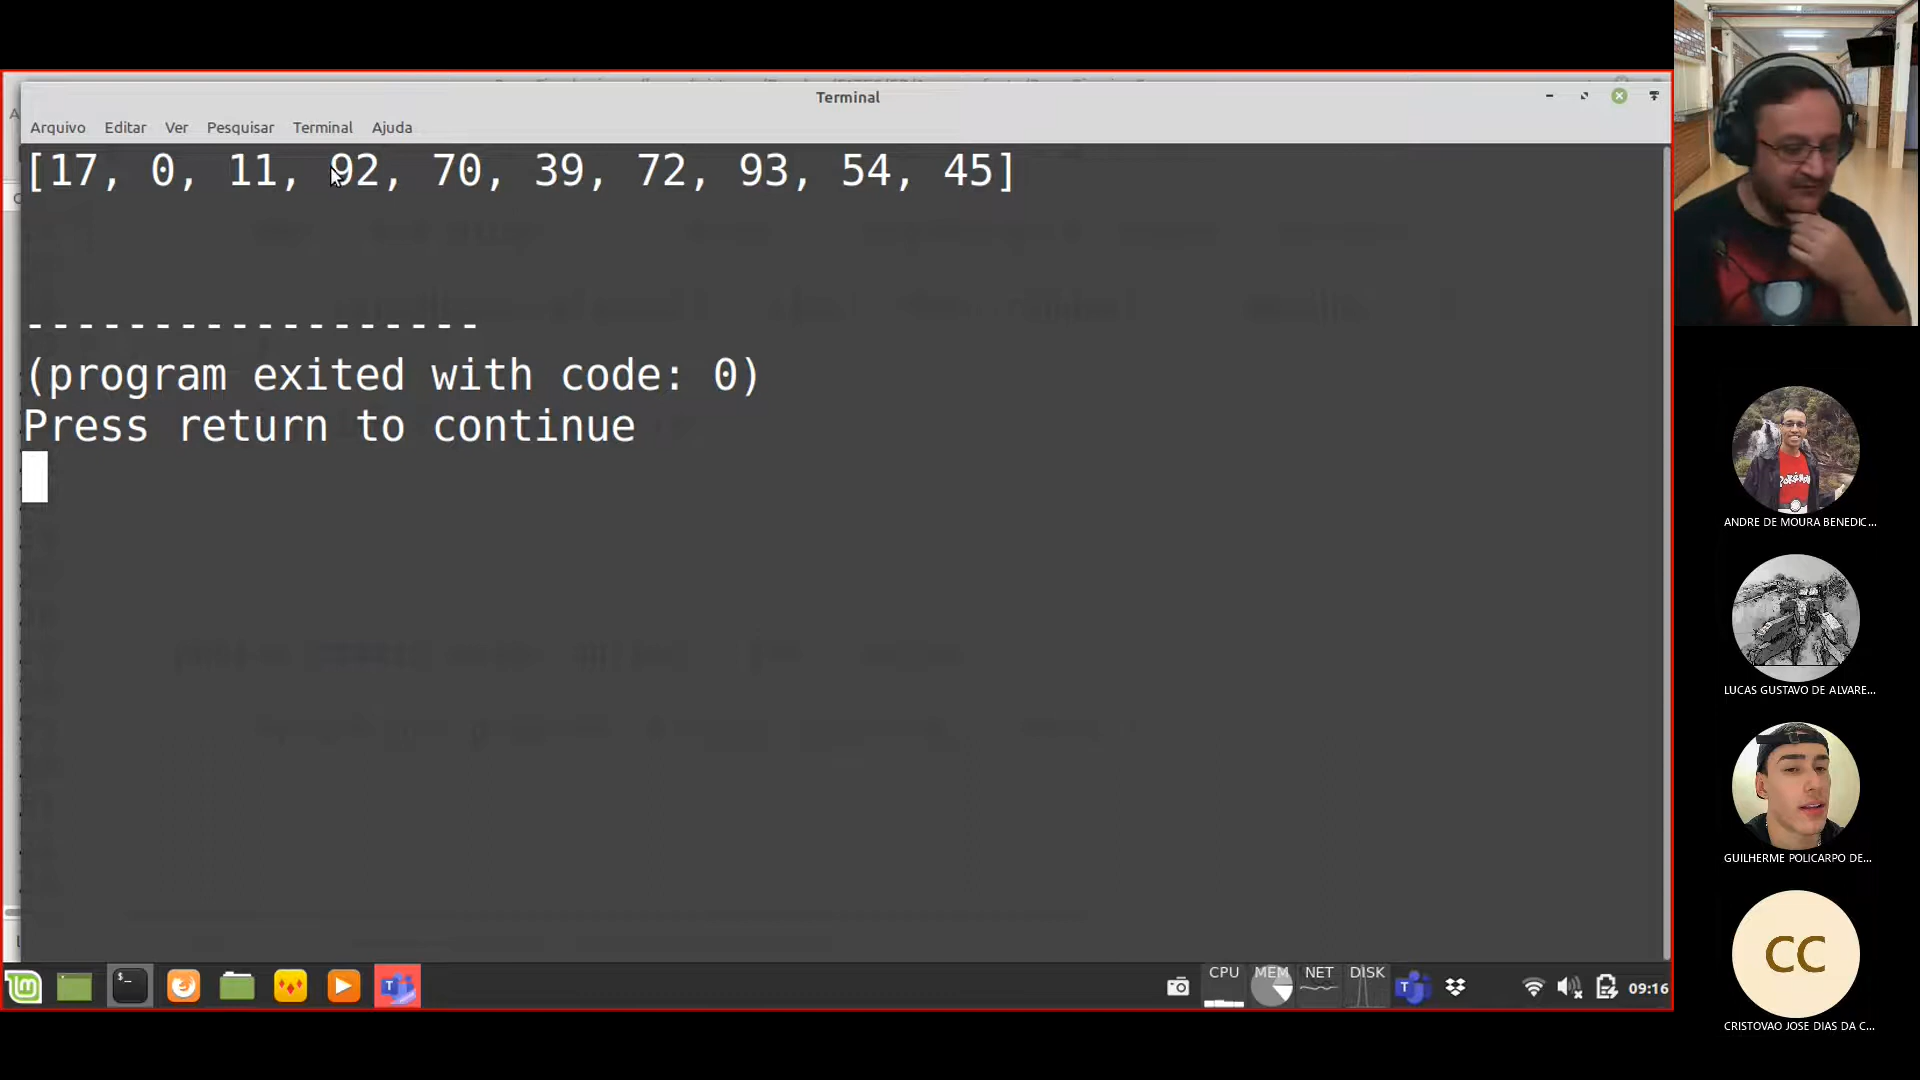 Terminal
Arquivo Editar Ver Pesquisar Terminal Ajuda
[17, 0, 11, 92, 70, 39, 72, 93, 54, 45]
------------------
(program exited with code: 0)
Press return to continue
CPU MEM NET DISK
09:16
ANDRE DE MOURA BENEDIC...
LUCAS GUSTAVO DE ALVARE...
GUILHERME POLICARPO DE...
CC
CRISTOVAO JOSE DIAS DA C...
POKÉMON